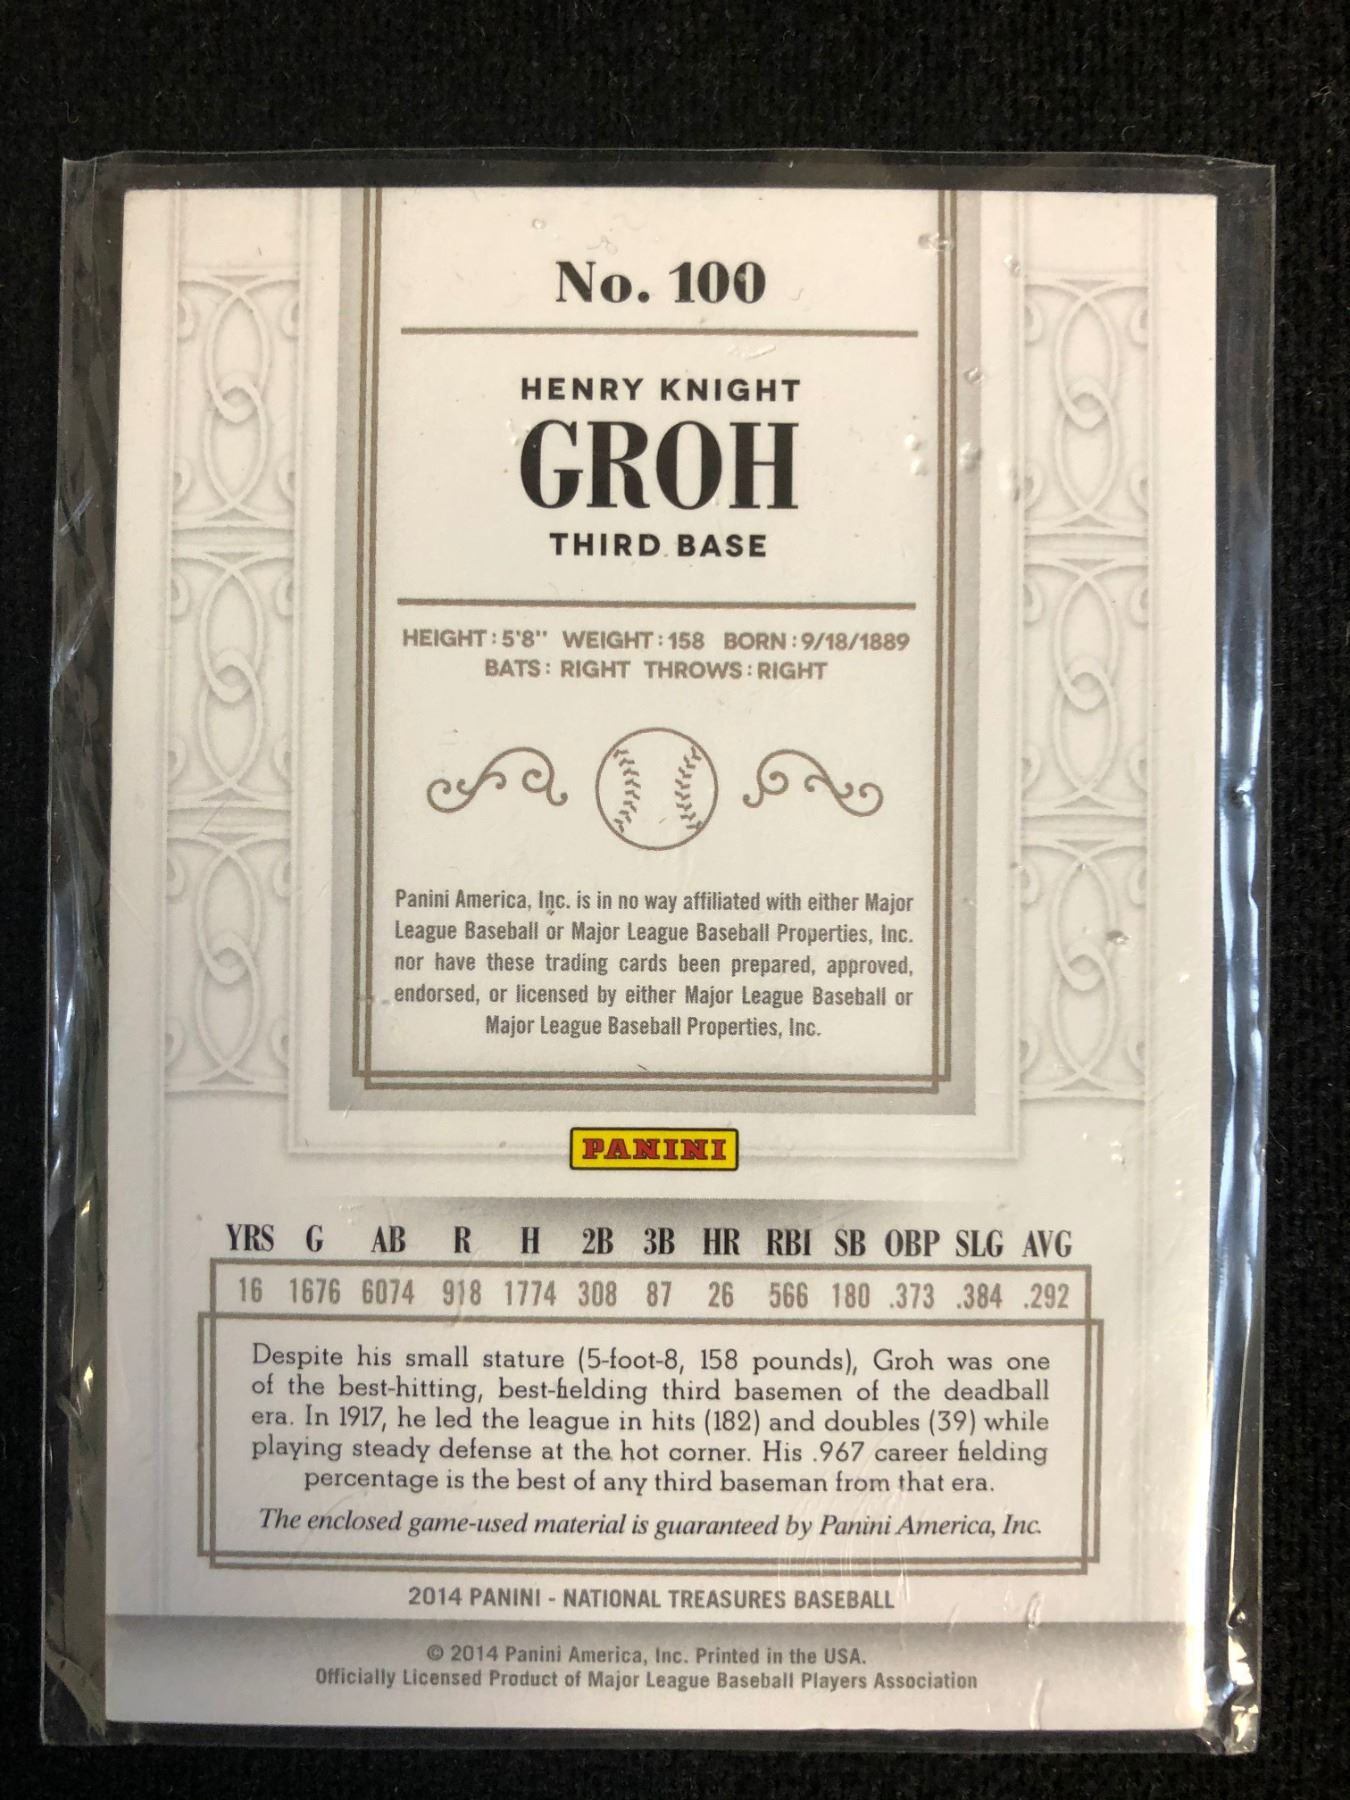 No. 100
HENRY KNIGHT
GROH
THIRD BASE
HEIGHT: 5'8'' WEIGHT: 158 BORN: 9/18/1889
BATS: RIGHT THROWS: RIGHT
Panini America, Inc. is in no way affiliated with either Major
League Baseball or Major League Baseball Properties, Inc.
nor have these trading cards been prepared, approved,
endorsed, or licensed by either Major League Baseball or
Major League Baseball Properties, Inc.
PANINI
YRS G AB R H 2B 3B HR RBI SB OBP SLG AVG
16 1676 6074 918 1774 308 87 26 566 180 .373 .384 .292
Despite his small stature (5-foot-8, 158 pounds), Groh was one
of the best-hitting, best-fielding third basemen of the deadball
era. In 1917, he led the league in hits (182) and doubles (39) while
playing steady defense at the hot corner. His .967 career fielding
percentage is the best of any third baseman from that era.
The enclosed game-used material is guaranteed by Panini America, Inc.
2014 PANINI - NATIONAL TREASURES BASEBALL
© 2014 Panini America, Inc. Printed in the USA.
Officially Licensed Product of Major League Baseball Players Association